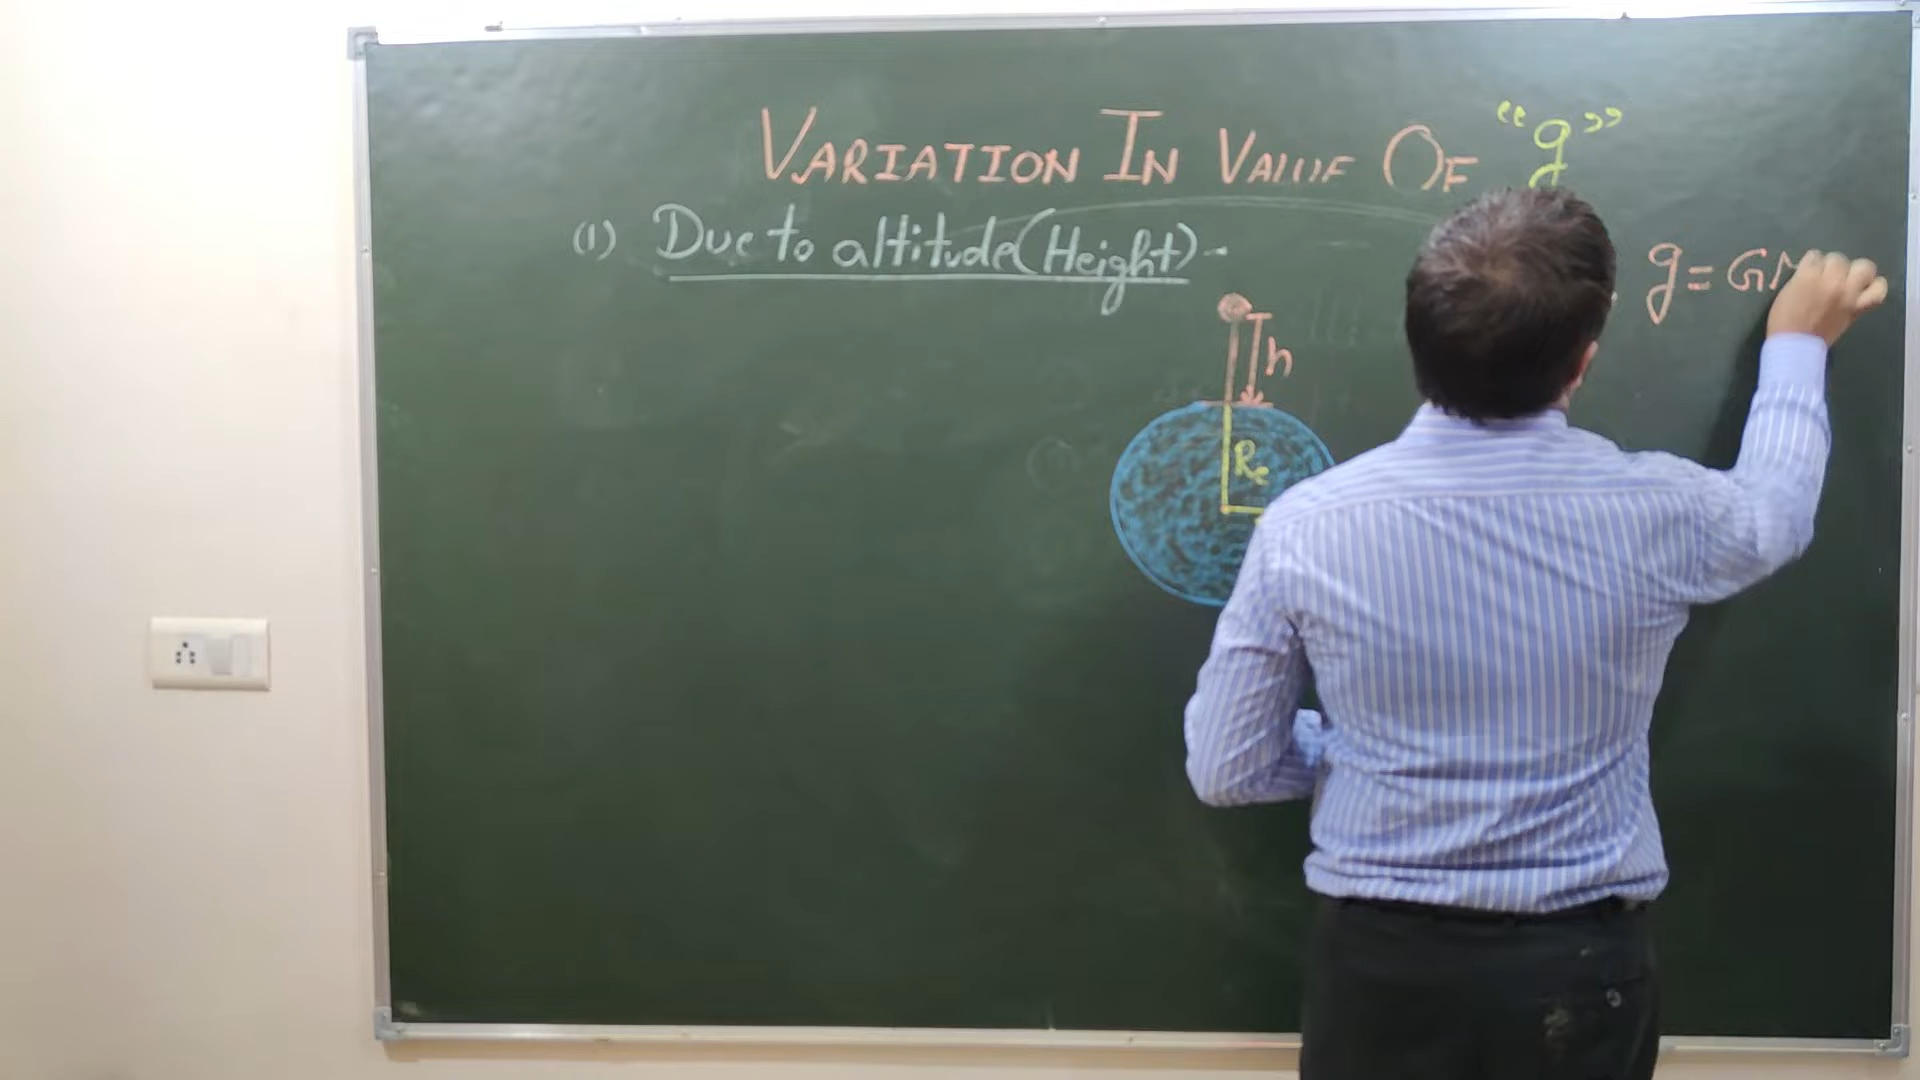 VARIATION IN VALUE OF "g"
(1) Due to altitude (Height) -
h
Re
g = GM